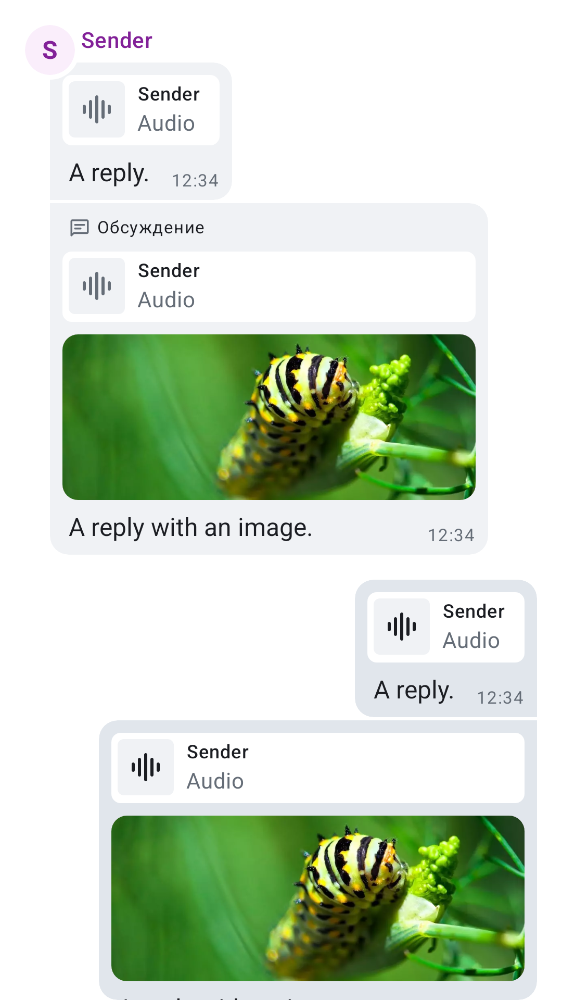 S
Sender
Sender
Audio
A reply.
12:34
Обсуждение
Sender
Audio
A reply with an image.
12:34
Sender
Audio
A reply.
12:34
Sender
Audio